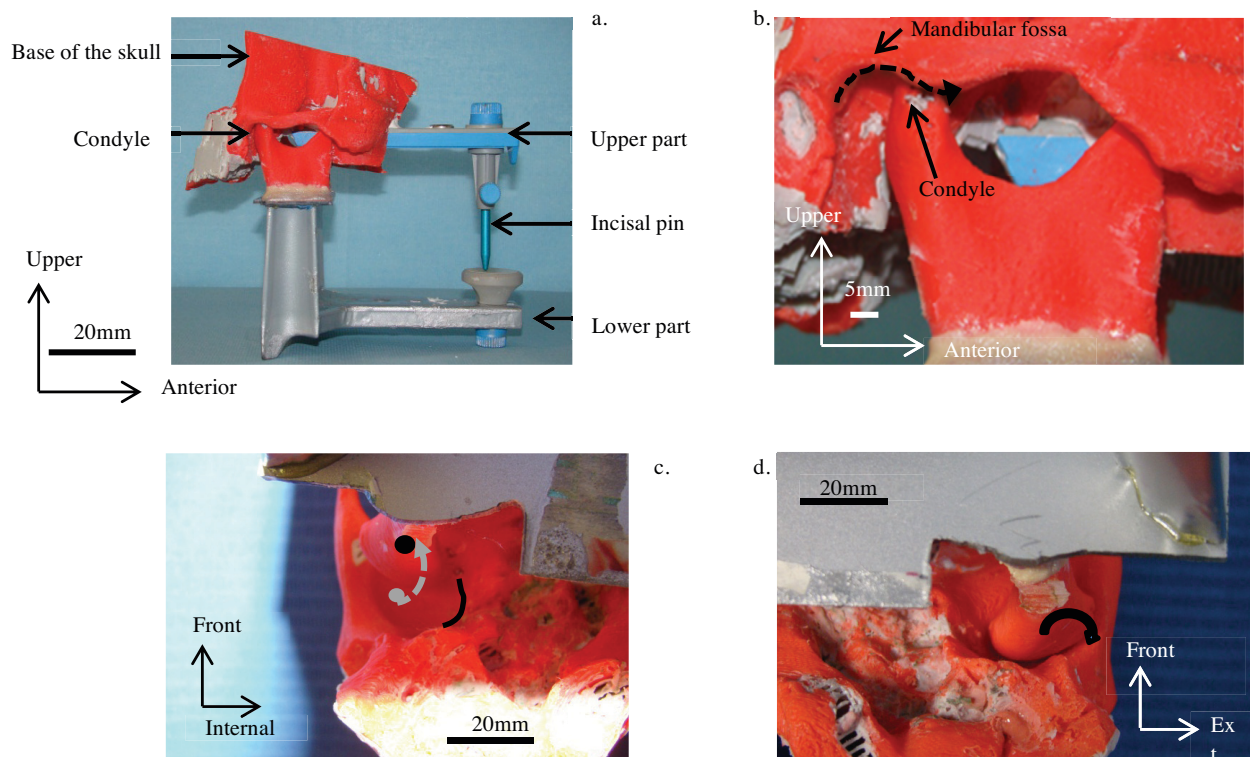 a.
Base of the skull
Condyle
Upper part
Incisal pin
Lower part
Upper
20mm
Anterior
b.
Mandibular fossa
Condyle
Upper
5mm
Anterior
c.
Front
Internal
20mm
d.
20mm
Front
Ex
t